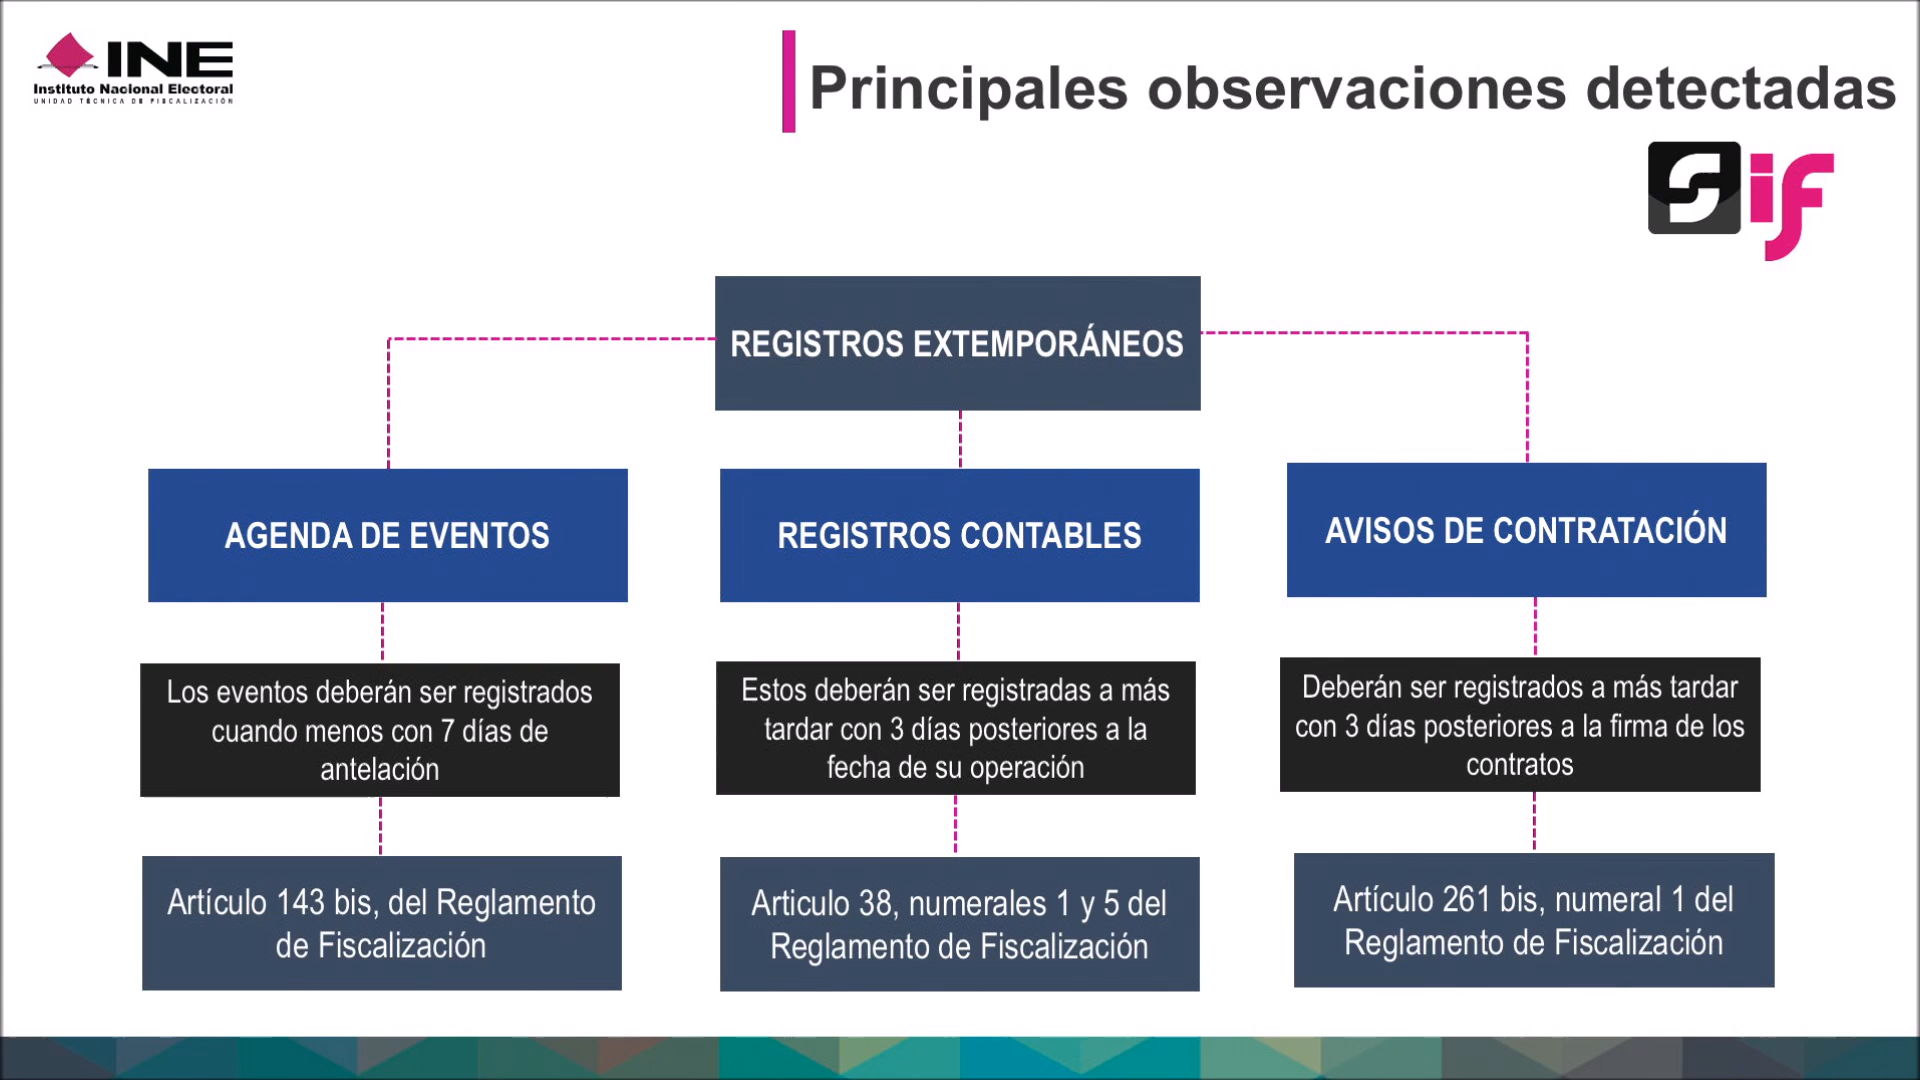 INE
Instituto Nacional Electoral
UNIDAD TÉCNICA DE FISCALIZACIÓN
Principales observaciones detectadas
Sif
REGISTROS EXTEMPORÁNEOS
AGENDA DE EVENTOS
REGISTROS CONTABLES
AVISOS DE CONTRATACIÓN
Los eventos deberán ser registrados
cuando menos con 7 días de
antelación
Estos deberán ser registradas a más
tardar con 3 días posteriores a la
fecha de su operación
Deberán ser registrados a más tardar
con 3 días posteriores a la firma de los
contratos
Artículo 143 bis, del Reglamento
de Fiscalización
Articulo 38, numerales 1 y 5 del
Reglamento de Fiscalización
Artículo 261 bis, numeral 1 del
Reglamento de Fiscalización